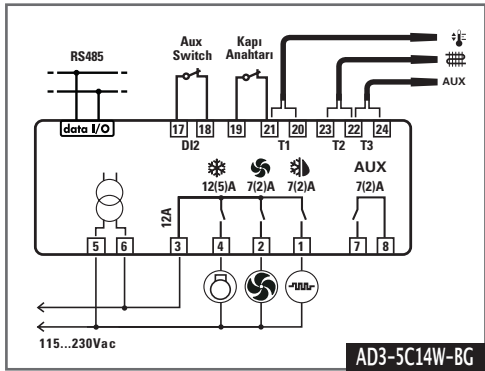 RS485
Aux Switch
Kapı Anahtarı
AUX
data I/O
17 18 19 21 20 23 22 24
DI2 T1 T2 T3
AUX
12(5)A 7(2)A 7(2)A 7(2)A
12A
5 6 3 4 2 1 7 8
115...230Vac
AD3-5C14W-BG